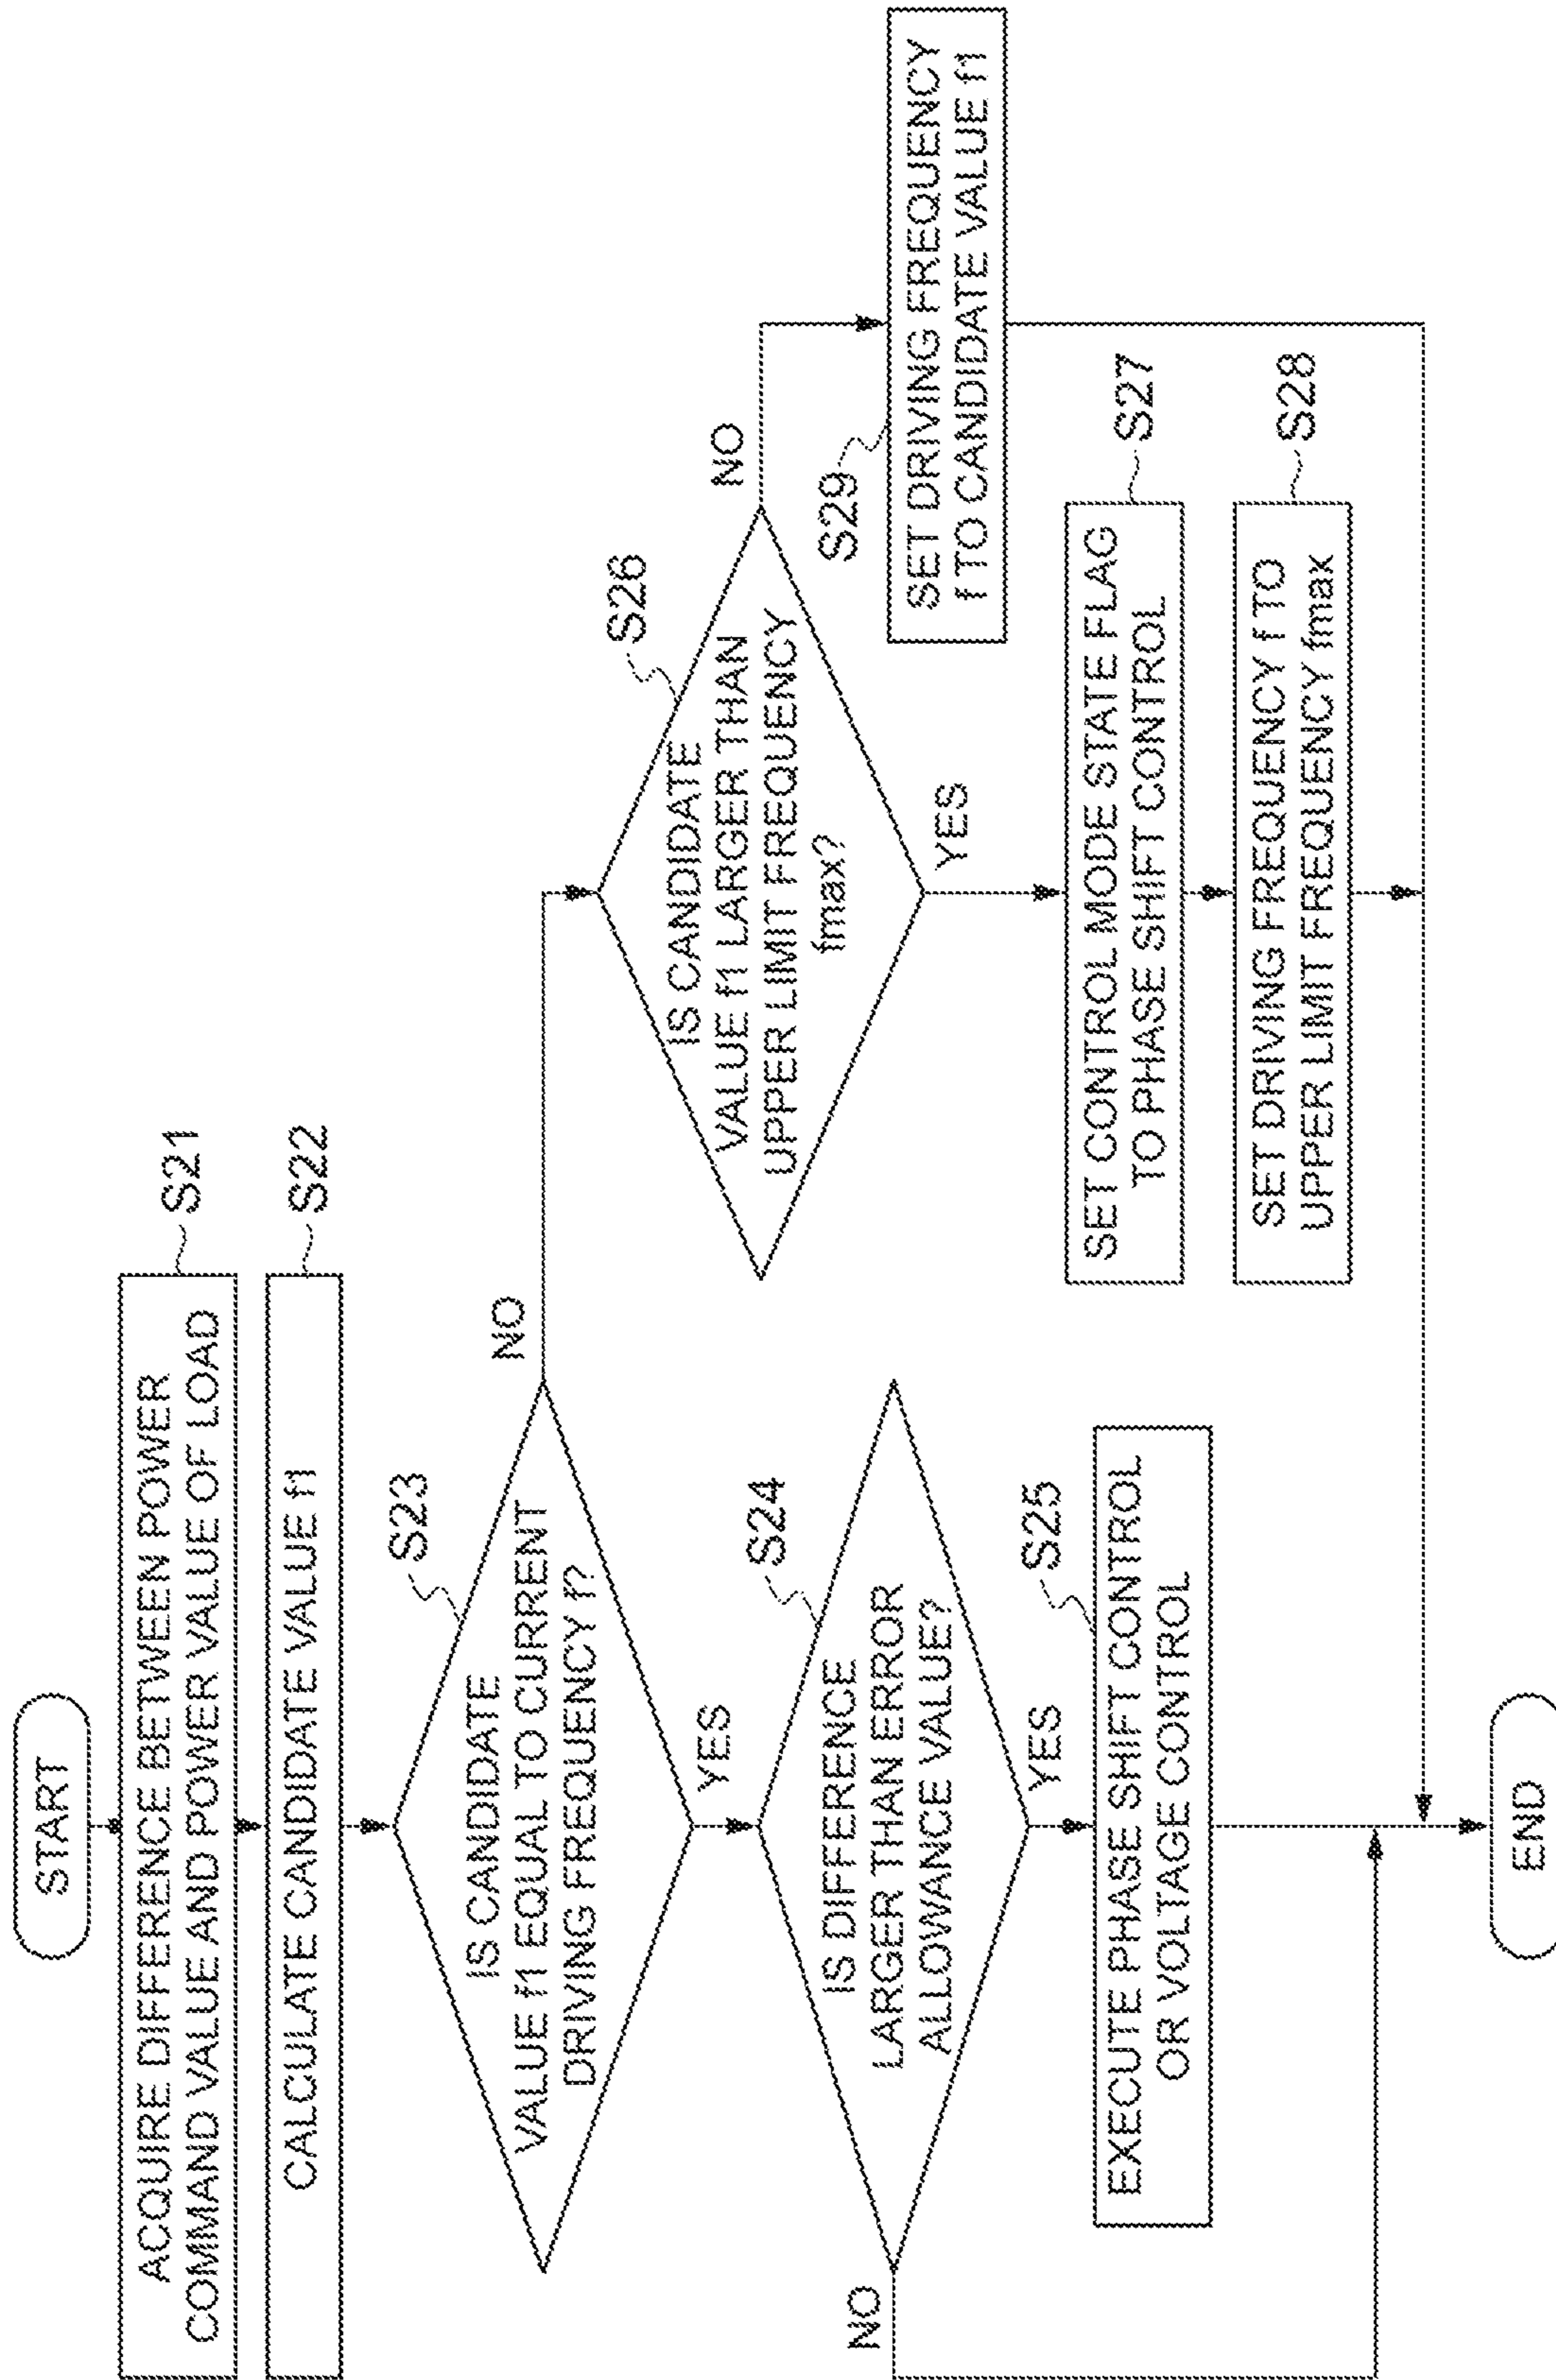 START
ACQUIRE DIFFERENCE BETWEEN POWER
COMMAND VALUE AND POWER VALUE OF LOAD
S21
CALCULATE CANDIDATE VALUE f1
S22
IS CANDIDATE
VALUE f1 EQUAL TO CURRENT
DRIVING FREQUENCY f?
S23
NO
YES
IS DIFFERENCE
LARGER THAN ERROR
ALLOWANCE VALUE?
S24
NO
YES
EXECUTE PHASE SHIFT CONTROL
OR VOLTAGE CONTROL
S25
IS CANDIDATE
VALUE f1 LARGER THAN
UPPER LIMIT FREQUENCY
fmax?
S26
NO
YES
SET CONTROL MODE STATE FLAG
TO PHASE SHIFT CONTROL
S27
SET DRIVING FREQUENCY f TO
UPPER LIMIT FREQUENCY fmax
S28
S29
SET DRIVING FREQUENCY
f TO CANDIDATE VALUE f1
END